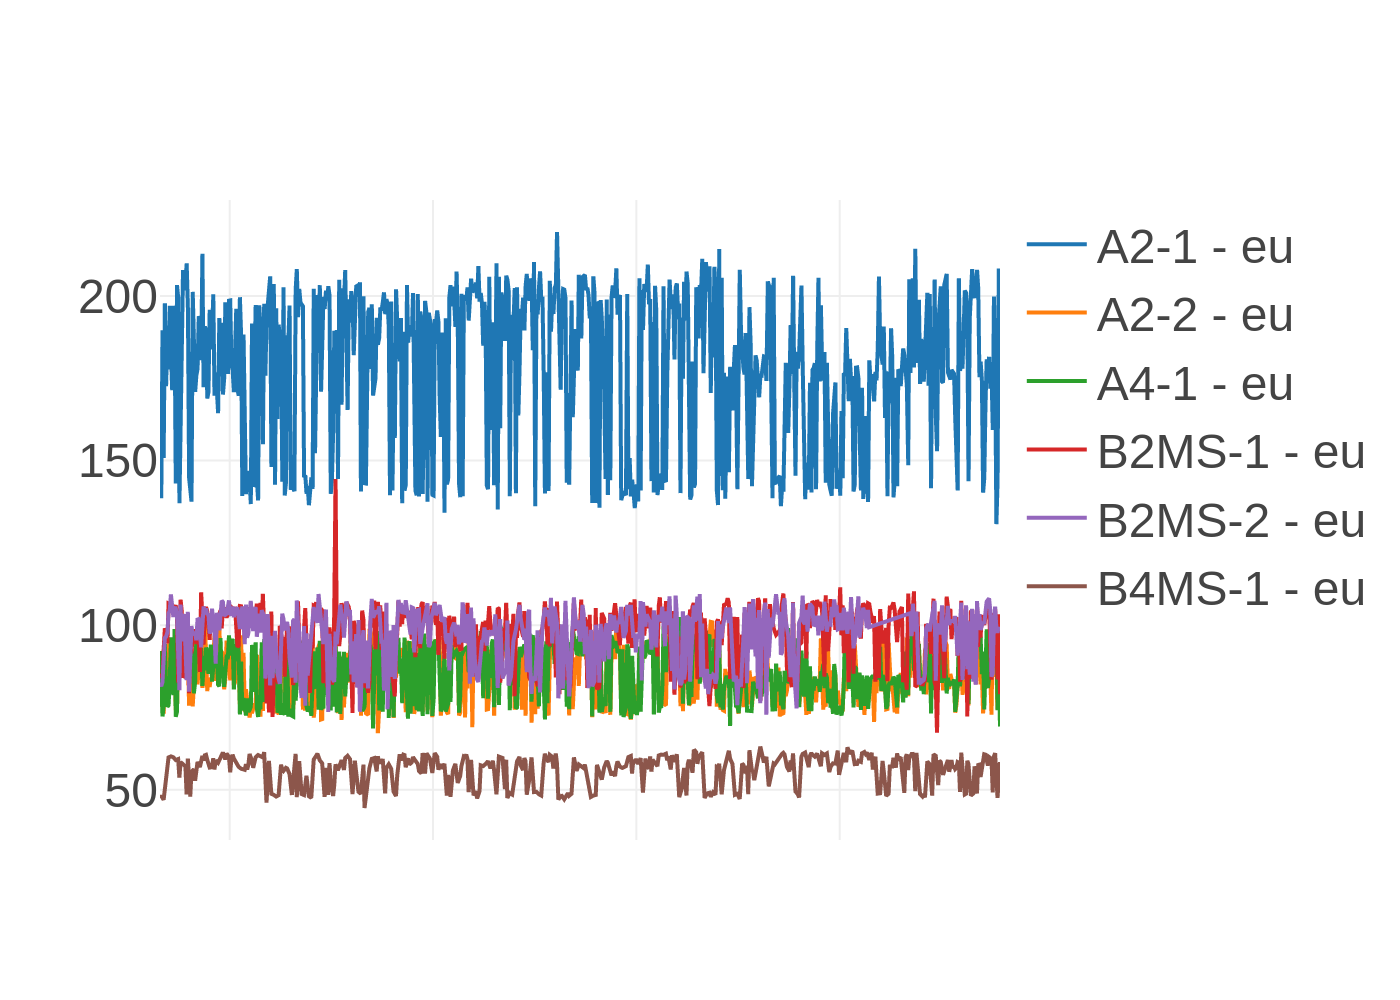 200
150
100
50
A2-1 - eu
A2-2 - eu
A4-1 - eu
B2MS-1 - eu
B2MS-2 - eu
B4MS-1 - eu